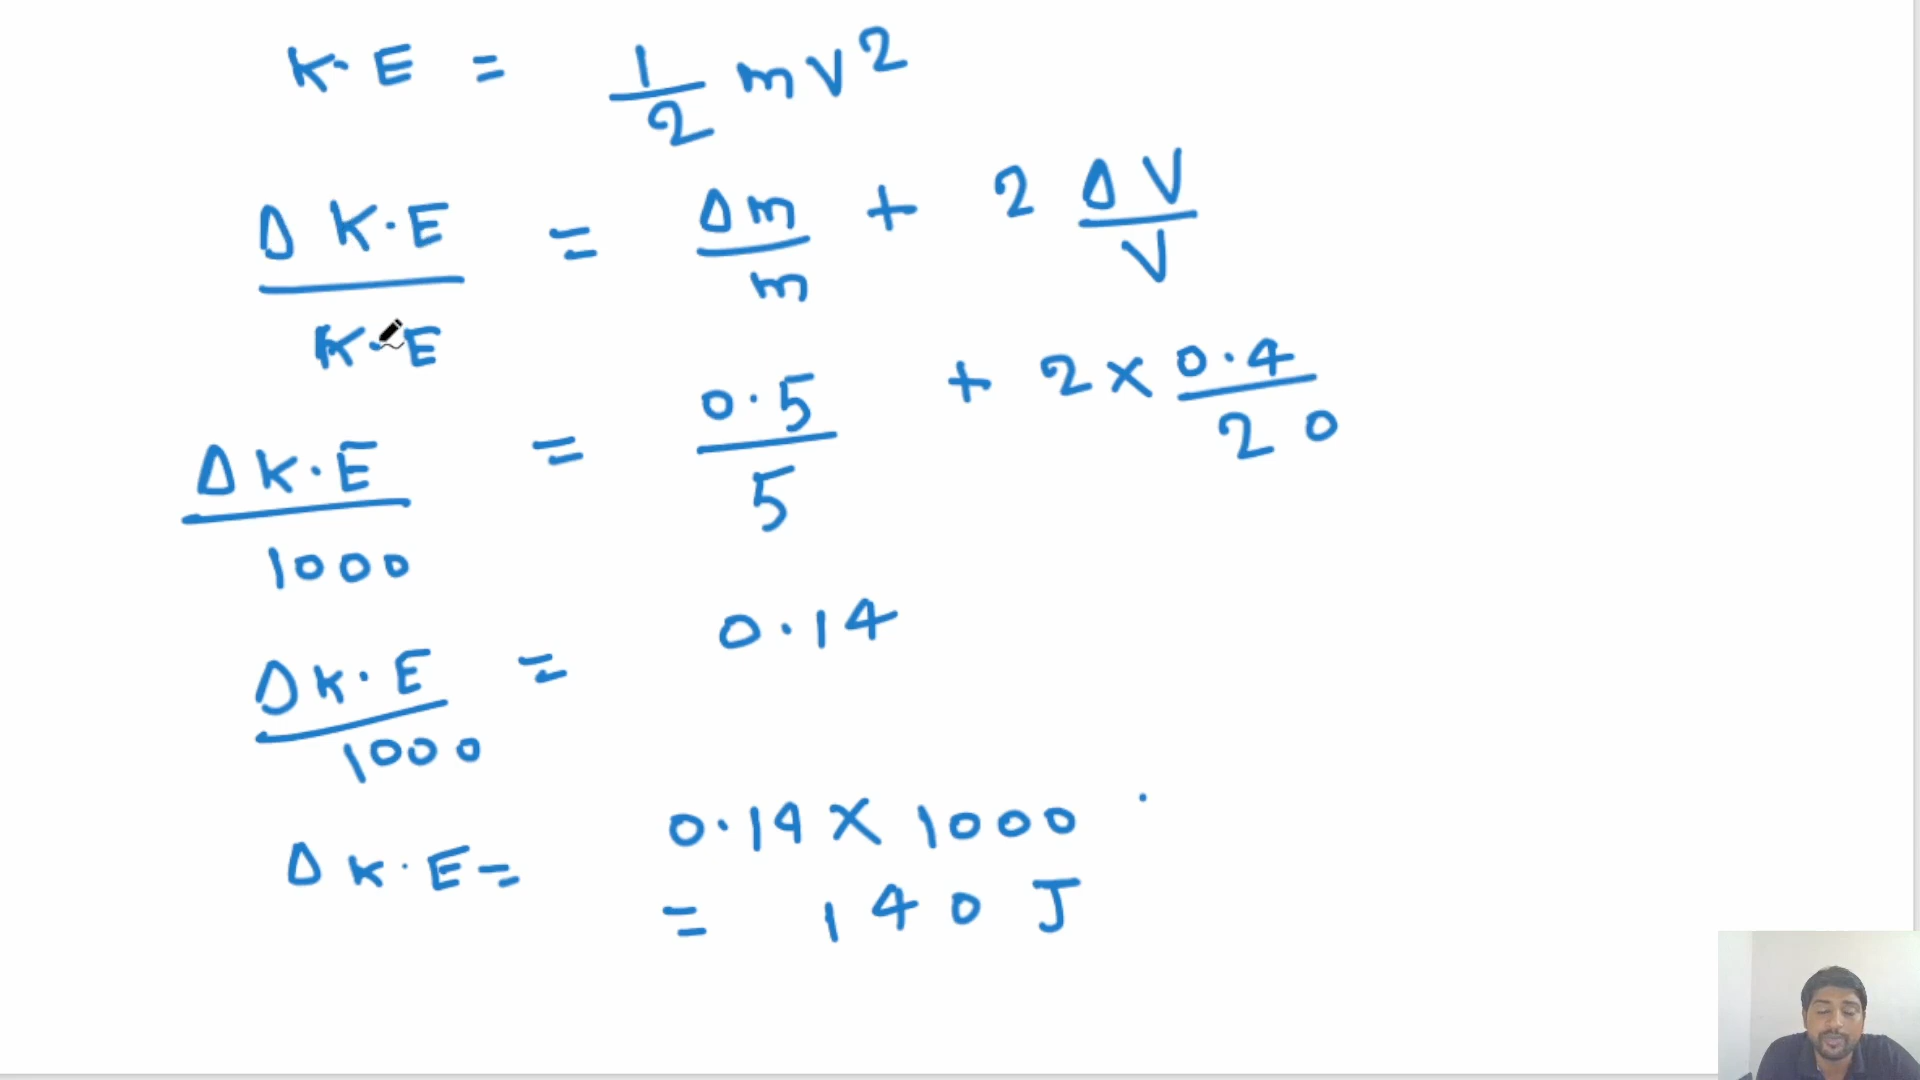 K.E = 1/2 mV²
ΔK.E/K.E = Δm/m + 2 ΔV/V
ΔK.E/1000 = 0.5/5 + 2 × 0.4/20
ΔK.E/1000 = 0.14
ΔK.E = 0.14 × 1000
= 140 J